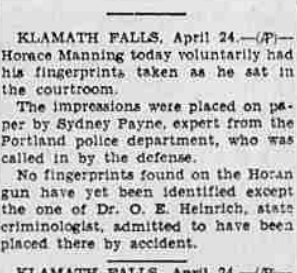 KLAMATH FALLS, April 24.—(AP)—
Horace Manning today voluntarily had
his fingerprints taken as he sat in
the courtroom.
The impressions were placed on pa-
per by Sydney Payne, expert from the
Portland police department, who was
called in by the defense.
No fingerprints found on the Horan
gun have yet been identified except
the one of Dr. O. E. Heinrich, state
criminologist, admitted to have been
placed there by accident.
KLAMATH FALLS, April 24.—(AP)—